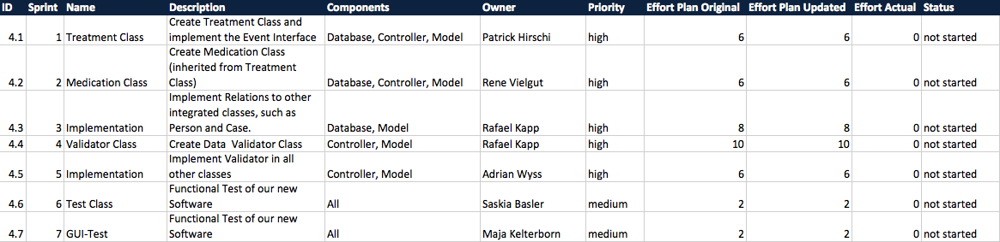 ID Sprint Name Description Components Owner Priority Effort Plan Original Effort Plan Updated Effort Actual Status
Create Treatment Class and
4.1 1 Treatment Class implement the Event Interface Database, Controller, Model Patrick Hirschi high 6 6 0 not started
Create Medication Class
(inherited from Treatment
4.2 2 Medication Class Class) Database, Controller, Model Rene Vielgut high 6 6 0 not started
Implement Relations to other
integrated classes, such as
4.3 3 Implementation Person and Case. Database, Model Rafael Kapp high 8 8 0 not started
4.4 4 Validator Class Create Data Validator Class Controller, Model Rafael Kapp high 10 10 0 not started
Implement Validator in all
4.5 5 Implementation other classes Controller, Model Adrian Wyss high 6 6 0 not started
Functional Test of our new
4.6 6 Test Class Software All Saskia Basler medium 2 2 0 not started
Functional Test of our new
4.7 7 GUI-Test Software All Maja Kelterborn medium 2 2 0 not started